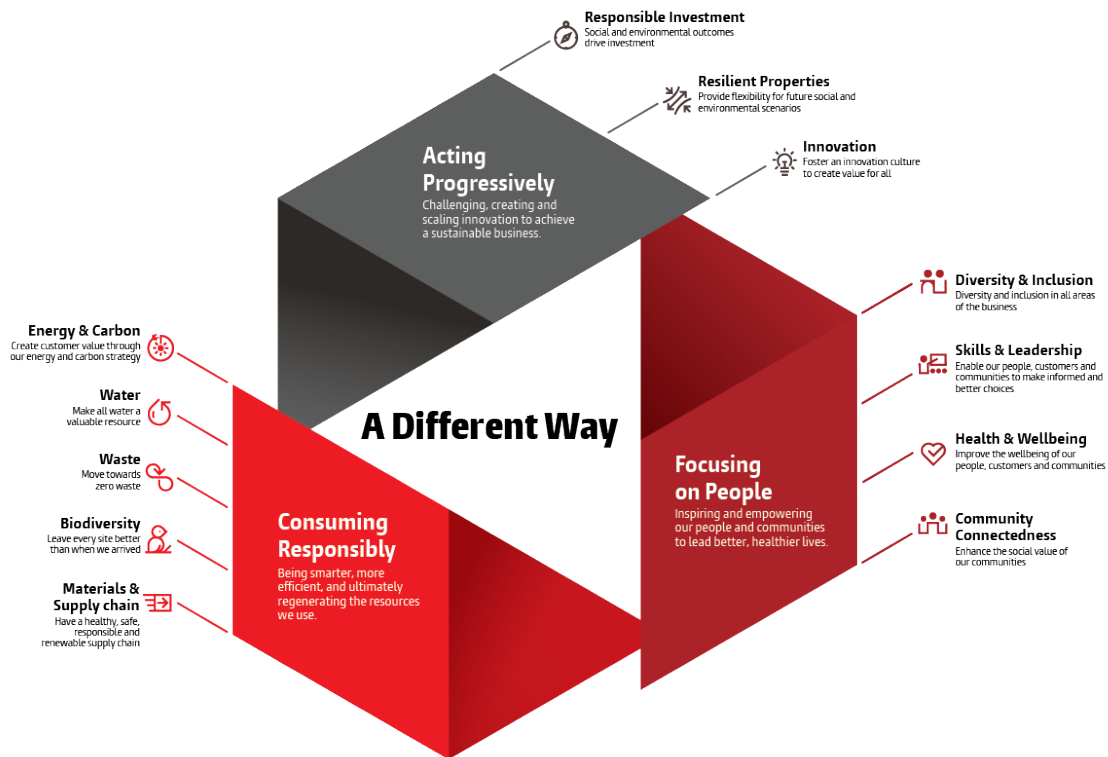 Responsible Investment
Social and environmental outcomes
drive investment
Resilient Properties
Provide flexibility for future social and
environmental scenarios
Innovation
Foster an innovation culture
to create value for all
Acting
Progressively
Challenging, creating and
scaling innovation to achieve
a sustainable business.
Diversity & Inclusion
Diversity and inclusion in all areas
of the business
Skills & Leadership
Enable our people, customers and
communities to make informed and
better choices
Health & Wellbeing
Improve the wellbeing of our
people, customers and communities
Community
Connectedness
Enhance the social value of
our communities
Energy & Carbon
Create customer value through
our energy and carbon strategy
Water
Make all water a
valuable resource
Waste
Move towards
zero waste
Biodiversity
Leave every site better
than when we arrived
Materials &
Supply chain
Have a healthy, safe,
responsible and
renewable supply chain
A Different Way
Focusing
on People
Inspiring and empowering
our people and communities
to lead better, healthier lives.
Consuming
Responsibly
Being smarter, more
efficient, and ultimately
regenerating the resources
we use.